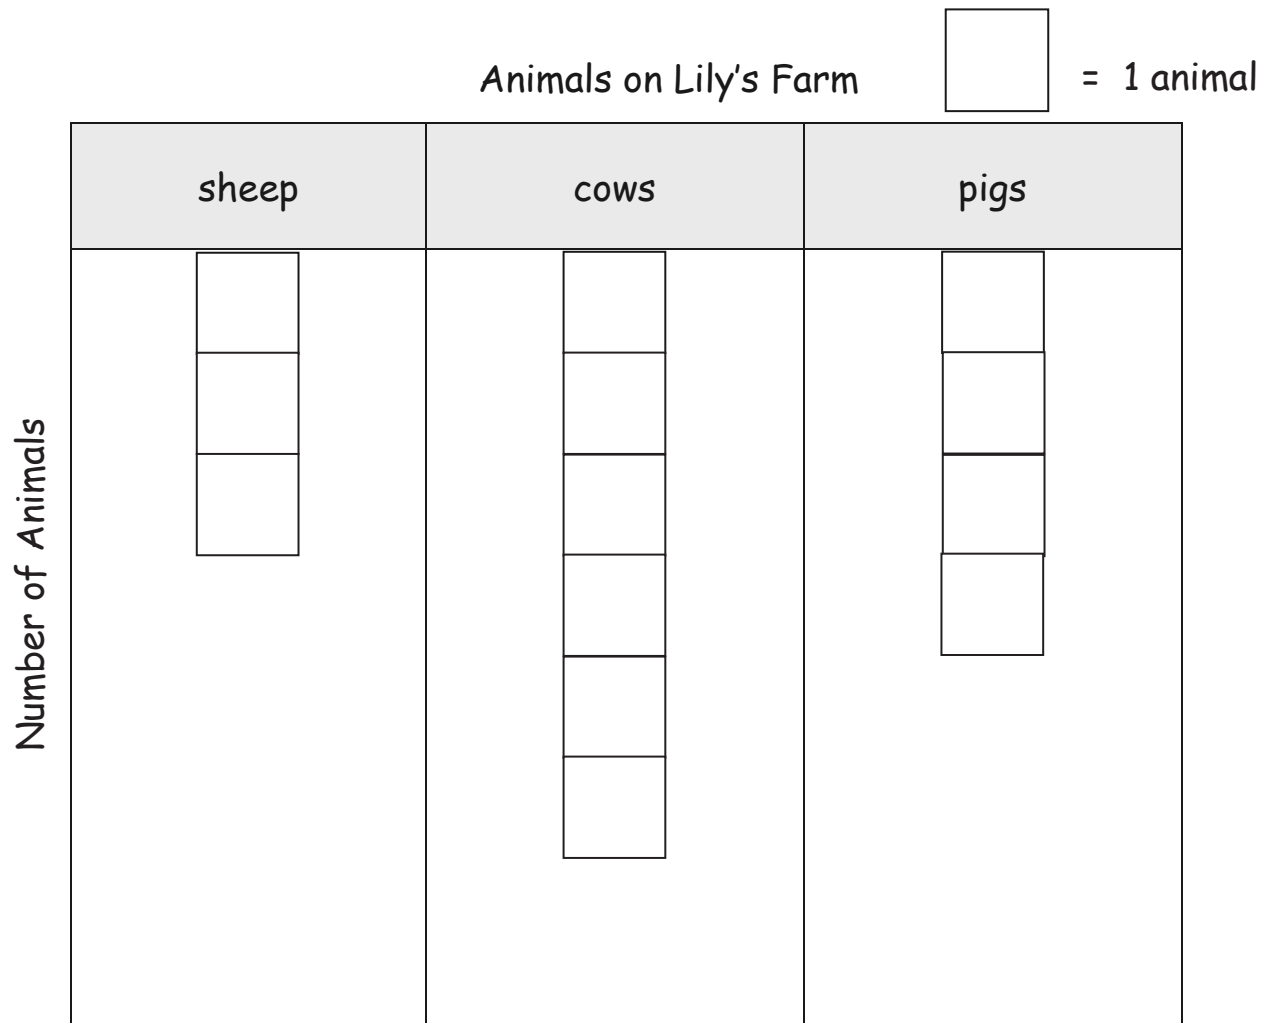 Animals on Lily's Farm
= 1 animal
sheep
cows
pigs
Number of Animals